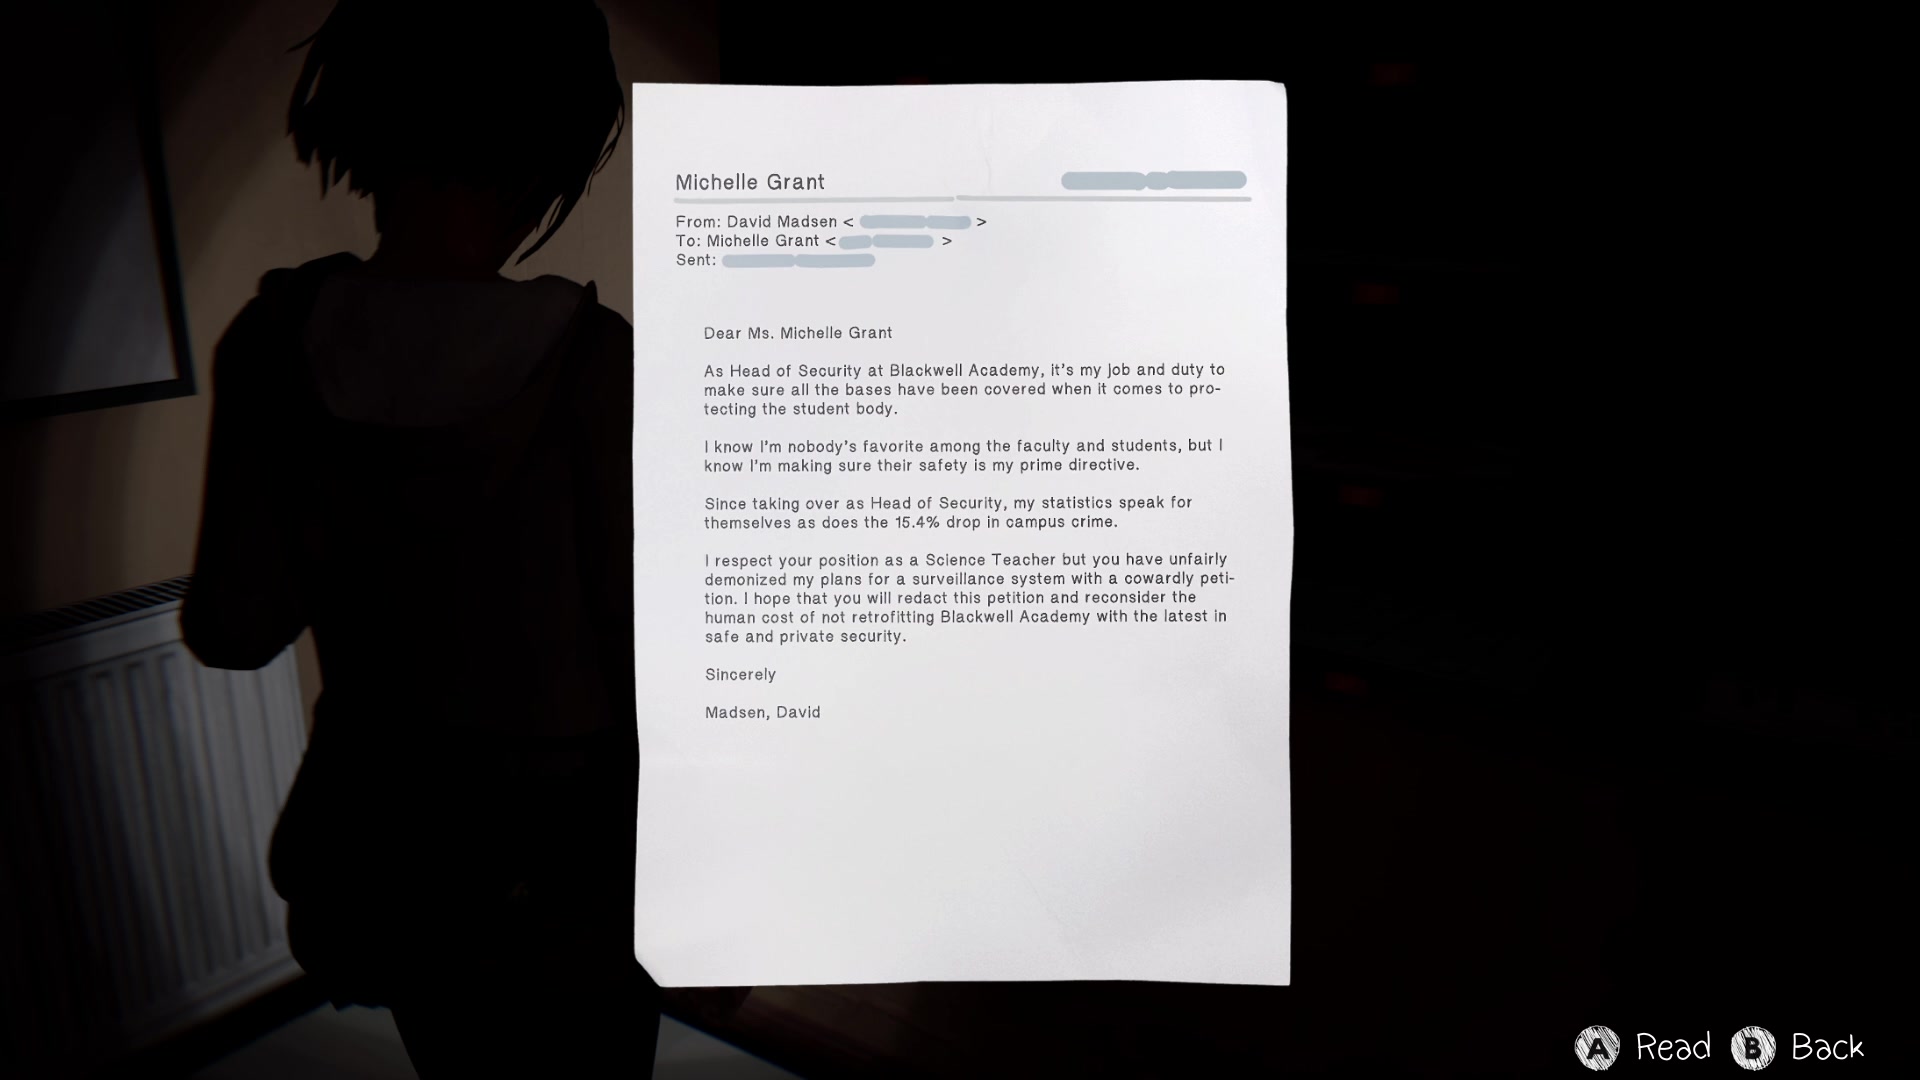 Michelle Grant
From: David Madsen < >
To: Michelle Grant < >
Sent:
Dear Ms. Michelle Grant
As Head of Security at Blackwell Academy, it's my job and duty to
make sure all the bases have been covered when it comes to pro-
tecting the student body.
I know I'm nobody's favorite among the faculty and students, but I
know I'm making sure their safety is my prime directive.
Since taking over as Head of Security, my statistics speak for
themselves as does the 15.4% drop in campus crime.
I respect your position as a Science Teacher but you have unfairly
demonized my plans for a surveillance system with a cowardly peti-
tion. I hope that you will redact this petition and reconsider the
human cost of not retrofitting Blackwell Academy with the latest in
safe and private security.
Sincerely
Madsen, David
A Read B Back